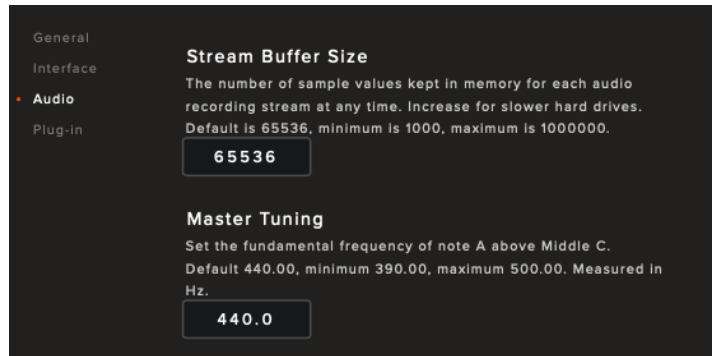 General
Interface
Audio
Plug-in
Stream Buffer Size
The number of sample values kept in memory for each audio
recording stream at any time. Increase for slower hard drives.
Default is 65536, minimum is 1000, maximum is 1000000.
65536
Master Tuning
Set the fundamental frequency of note A above Middle C.
Default 440.00, minimum 390.00, maximum 500.00. Measured in
Hz.
440.0